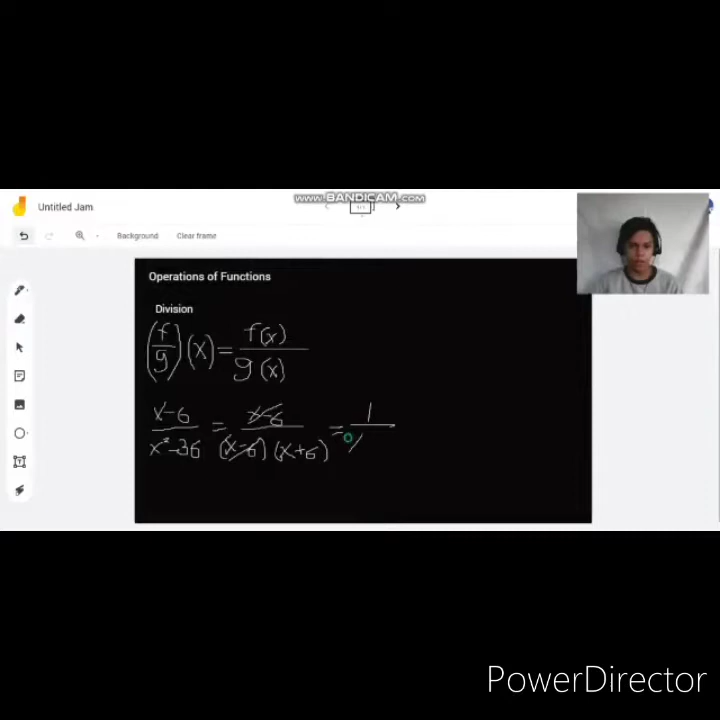 www.BANDICAM.com
Untitled Jam
Background Clear frame
Operations of Functions
Division
(f/g)(x) = f(x)/g(x)
x-6/x²-36 = x-6/(x-6)(x+6) = 1/
PowerDirector